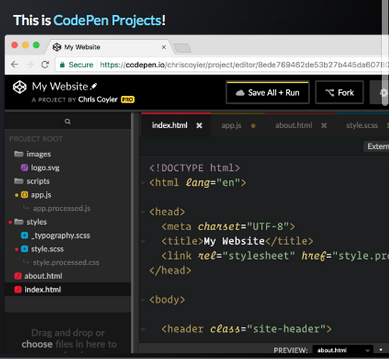 This is CodePen Projects!
My Website
Secure
https://codepen.io/chriscoyier/project/editor/8ede769462de53b27b445da6078
My Website
A PROJECT BY Chris Coyier PRO
Save All + Run
Fork
PROJECT ROOT
images
logo.svg
scripts
app.js
app.processed.js
styles
_typography.scss
style.scss
style.processed.css
about.html
index.html
Drag and drop or
choose files in here to
index.html
app.js
about.html
style.scss
Extern
<!DOCTYPE html>
<html lang="en">
<head>
<meta charset="UTF-8">
<title>My Website</title>
<link rel="stylesheet" href="style.pro
</head>
<body>
<header class="site-header">
PREVIEW: about.html